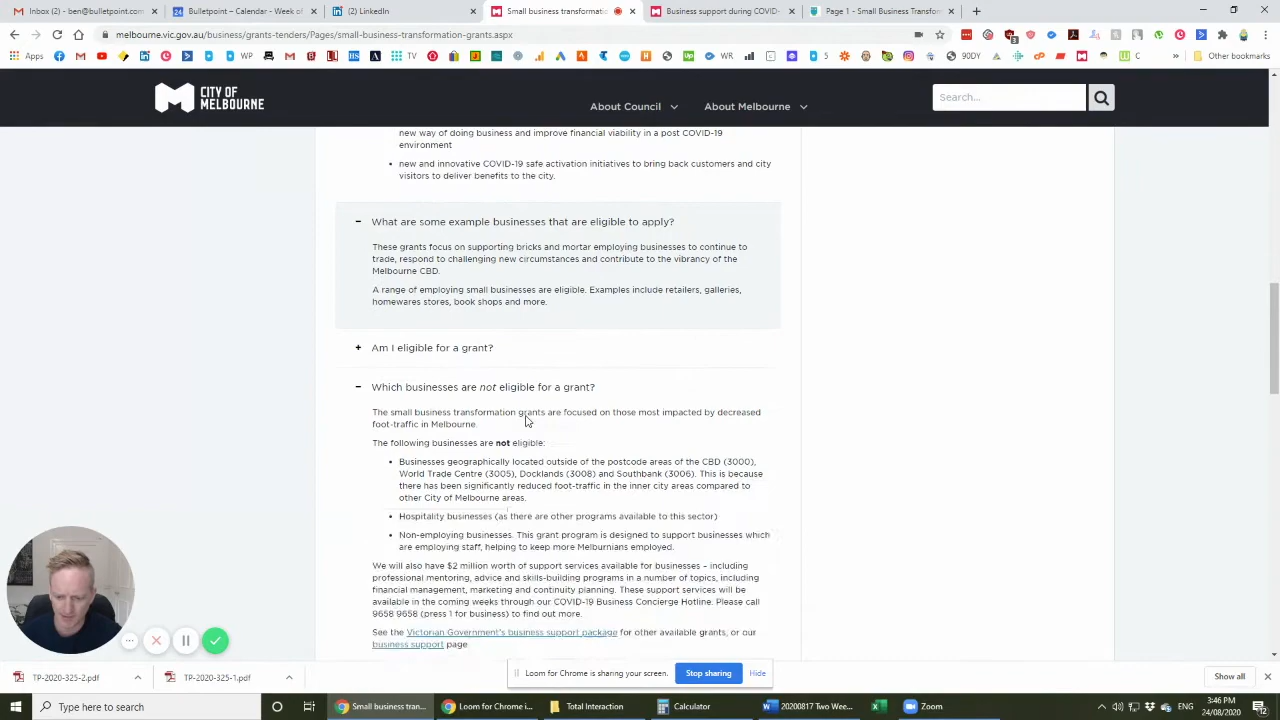 Inbox (2) - ben@bulletpoint.com
Bulletpoint – Calendar - Week of
(2) LinkedIn
Small business transformatio
Business support during COVID-
Page 1 - Small Business Transform
melbourne.vic.gov.au/business/grants-tenders/Pages/small-business-transformation-grants.aspx
Apps
WP
TV
WR
90DY
Other bookmarks
CITY OF
MELBOURNE
About Council
About Melbourne
Search...
new way of doing business and improve financial viability in a post COVID-19
environment
• new and innovative COVID-19 safe activation initiatives to bring back customers and city
visitors to deliver benefits to the city.
− What are some example businesses that are eligible to apply?
These grants focus on supporting bricks and mortar employing businesses to continue to
trade, respond to challenging new circumstances and contribute to the vibrancy of the
Melbourne CBD.
A range of employing small businesses are eligible. Examples include retailers, galleries,
homewares stores, book shops and more.
+ Am I eligible for a grant?
− Which businesses are not eligible for a grant?
The small business transformation grants are focused on those most impacted by decreased
foot-traffic in Melbourne.
The following businesses are not eligible:
• Businesses geographically located outside of the postcode areas of the CBD (3000),
World Trade Centre (3005), Docklands (3008) and Southbank (3006). This is because
there has been significantly reduced foot-traffic in the inner city areas compared to
other City of Melbourne areas.
• Hospitality businesses (as there are other programs available to this sector)
• Non-employing businesses. This grant program is designed to support businesses which
are employing staff, helping to keep more Melburnians employed.
We will also have $2 million worth of support services available for businesses – including
professional mentoring, advice and skills-building programs in a number of topics, including
financial management, marketing and continuity planning. These support services will be
available in the coming weeks through our COVID-19 Business Concierge Hotline. Please call
9658 9658 (press 1 for business) to find out more.
See the Victorian Government's business support package for other available grants, or our
business support page
Loom for Chrome is sharing your screen.
Stop sharing
Hide
TP-2020-325-2.pdf
TP-2020-325-1.pdf
Show all
Type here to search
Small business tran...
Loom for Chrome i...
Total Interaction
Calculator
20200817 Two Wee...
Zoom
ENG
3:46 PM
24/08/2020